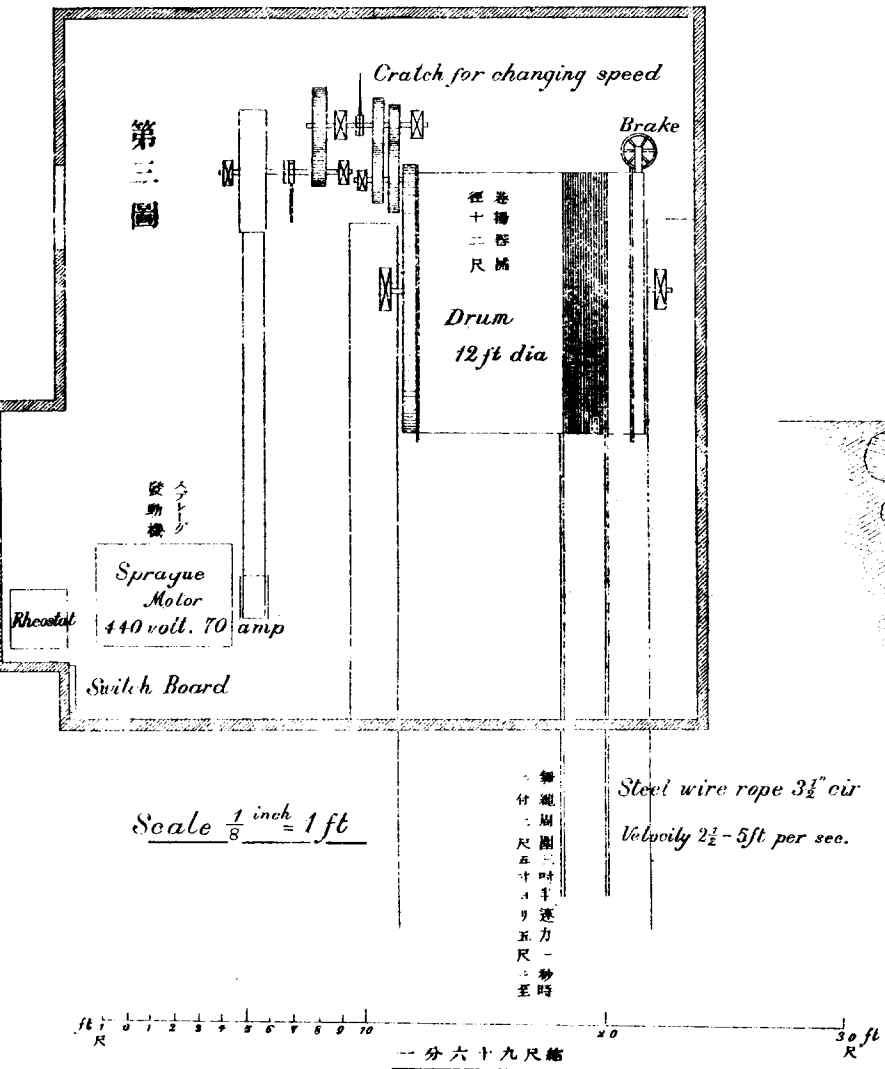 第三圖
Cratch for changing speed
Brake
卷揚器械
徑十二尺
Drum
12 ft dia
スプレーグ
發動機
Sprague
Motor
440 volt. 70 amp
Rheostat
Switch Board
Scale 1/8 inch = 1 ft
Steel wire rope 3½" cir
Velocity 2½ - 5ft per sec.
鋼繩周圍三吋半速力一秒時
ニ付二尺五寸ヨリ五尺ニ至
ft 1 0 1 2 3 4 5 6 7 8 9 10 20 30 ft
尺 尺
一分六十九尺縮